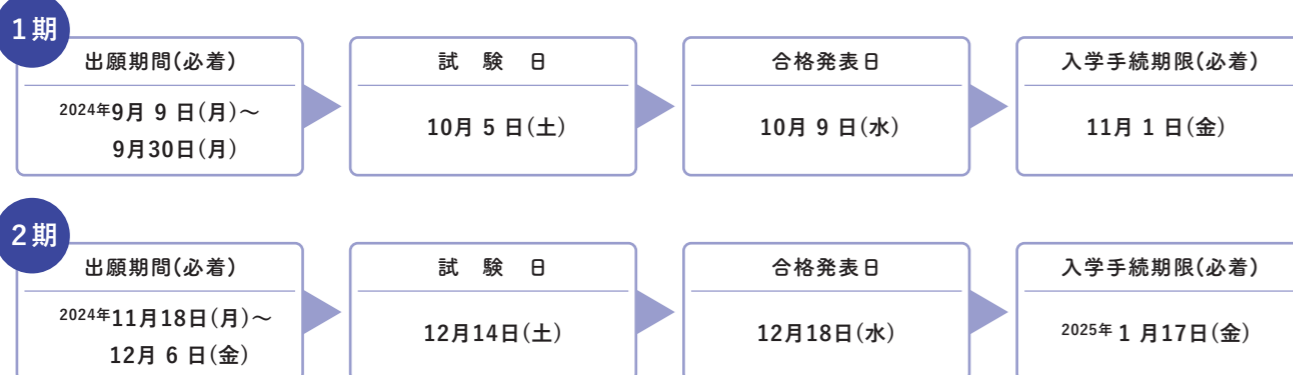 1期
出願期間(必着)
2024年9月 9 日(月)〜
9月30日(月)
試 験 日
10月 5 日(土)
合格発表日
10月 9 日(水)
入学手続期限(必着)
11月 1 日(金)
2期
出願期間(必着)
2024年11月18日(月)〜
12月 6 日(金)
試 験 日
12月14日(土)
合格発表日
12月18日(水)
入学手続期限(必着)
2025年 1 月17日(金)